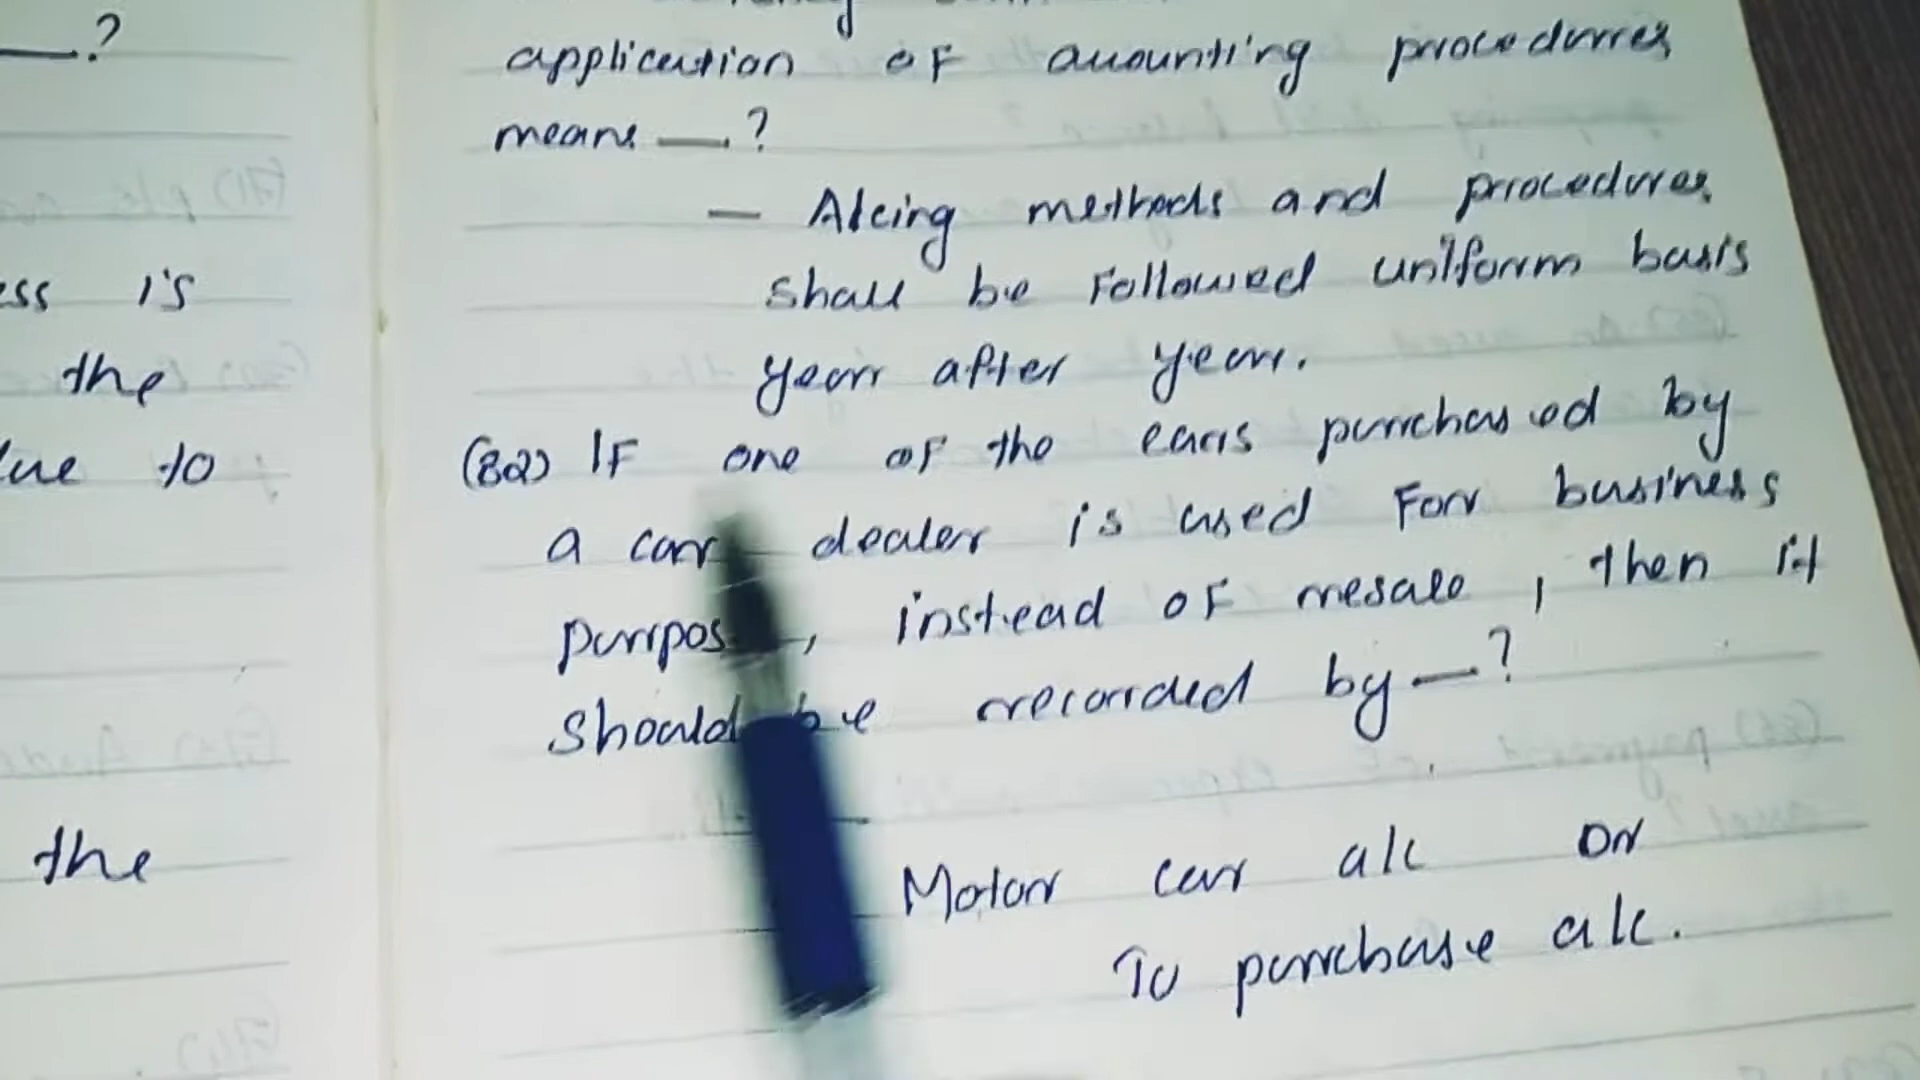 ?
ess is
the
lue to
the
application of accounting procedures
means — ?
— Alcing methods and procedures
shall be followed uniform basis
year after year.
(82) If one of the cars purchased by
a car dealer is used for business
purpos , instead of resale , then it
should be recorded by — ?
Motor car a/c Dr
To purchase a/c.